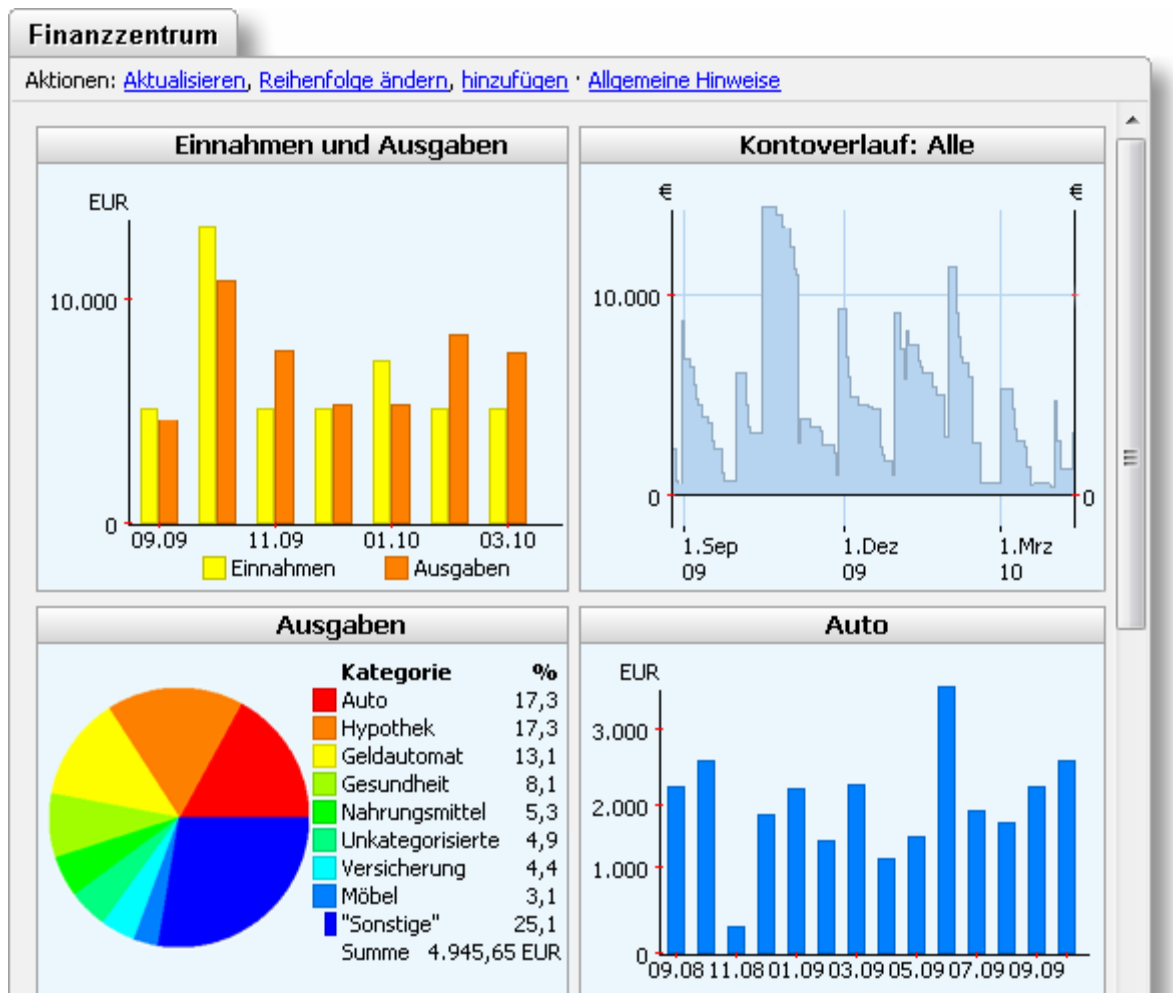 Finanzzentrum
Aktionen: Aktualisieren, Reihenfolge ändern, hinzufügen · Allgemeine Hinweise
Einnahmen und Ausgaben
EUR
10.000
0
09.09 11.09 01.10 03.10
Einnahmen Ausgaben
Kontoverlauf: Alle
€ €
10.000
0 0
1.Sep 1.Dez 1.Mrz
09 09 10
Ausgaben
Kategorie %
Auto 17,3
Hypothek 17,3
Geldautomat 13,1
Gesundheit 8,1
Nahrungsmittel 5,3
Unkategorisierte 4,9
Versicherung 4,4
Möbel 3,1
"Sonstige" 25,1
Summe 4.945,65 EUR
Auto
EUR
3.000
2.000
1.000
0
09.08 11.08 01.09 03.09 05.09 07.09 09.09